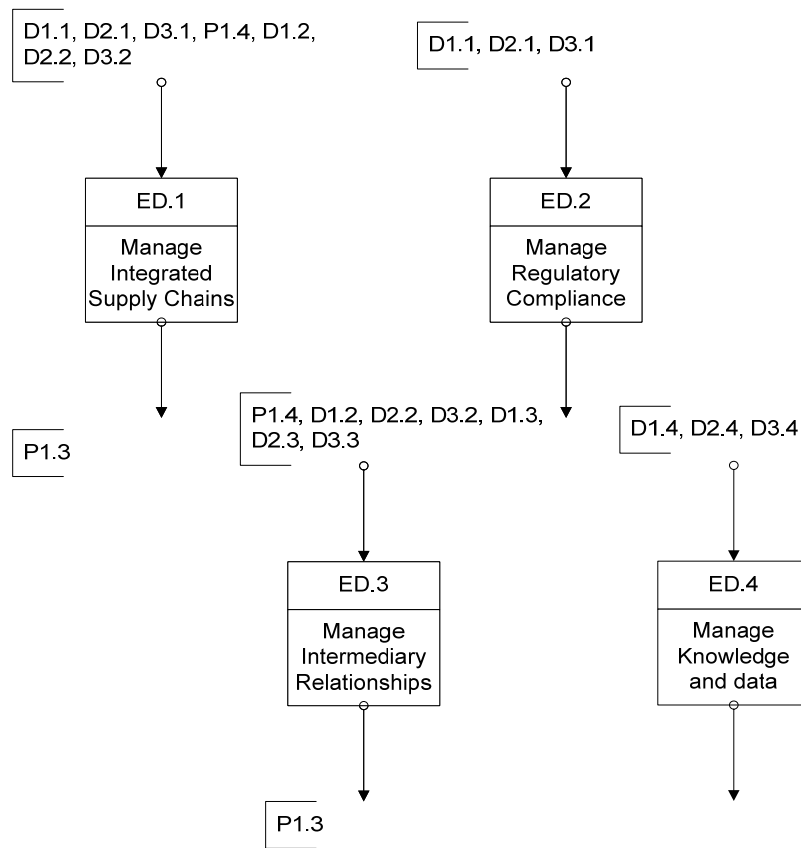 D1.1, D2.1, D3.1, P1.4, D1.2,
D2.2, D3.2
D1.1, D2.1, D3.1
ED.1
Manage
Integrated
Supply Chains
ED.2
Manage
Regulatory
Compliance
P1.3
P1.4, D1.2, D2.2, D3.2, D1.3,
D2.3, D3.3
D1.4, D2.4, D3.4
ED.3
Manage
Intermediary
Relationships
ED.4
Manage
Knowledge
and data
P1.3